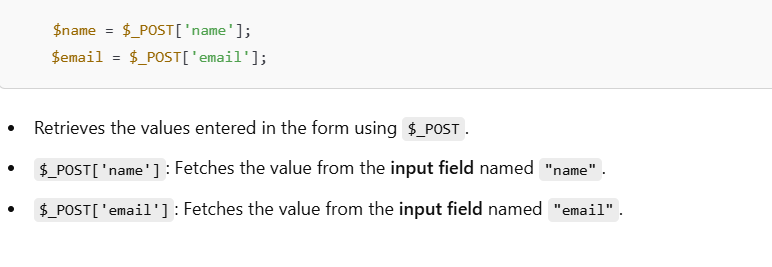 $name = $_POST['name'];
$email = $_POST['email'];
• Retrieves the values entered in the form using $_POST.
• $_POST['name']: Fetches the value from the input field named "name".
• $_POST['email']: Fetches the value from the input field named "email".